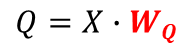 Q = X · W_Q